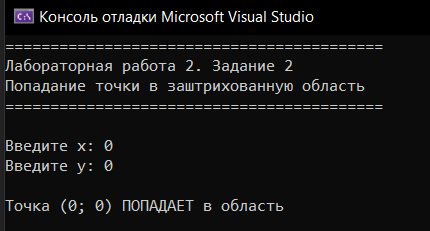 Консоль отладки Microsoft Visual Studio
==========================================
Лабораторная работа 2. Задание 2
Попадание точки в заштрихованную область
==========================================
Введите x: 0
Введите y: 0
Точка (0; 0) ПОПАДАЕТ в область